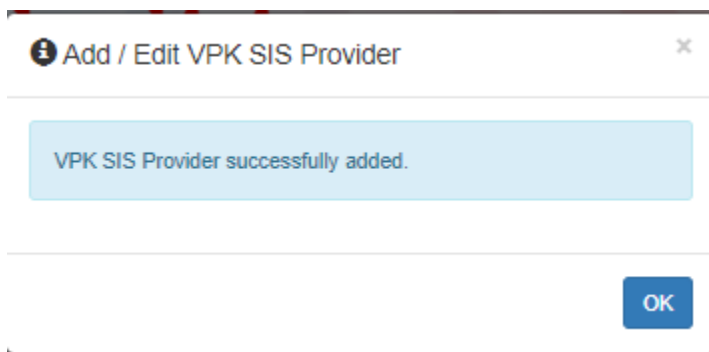 Add / Edit VPK SIS Provider
×
VPK SIS Provider successfully added.
OK